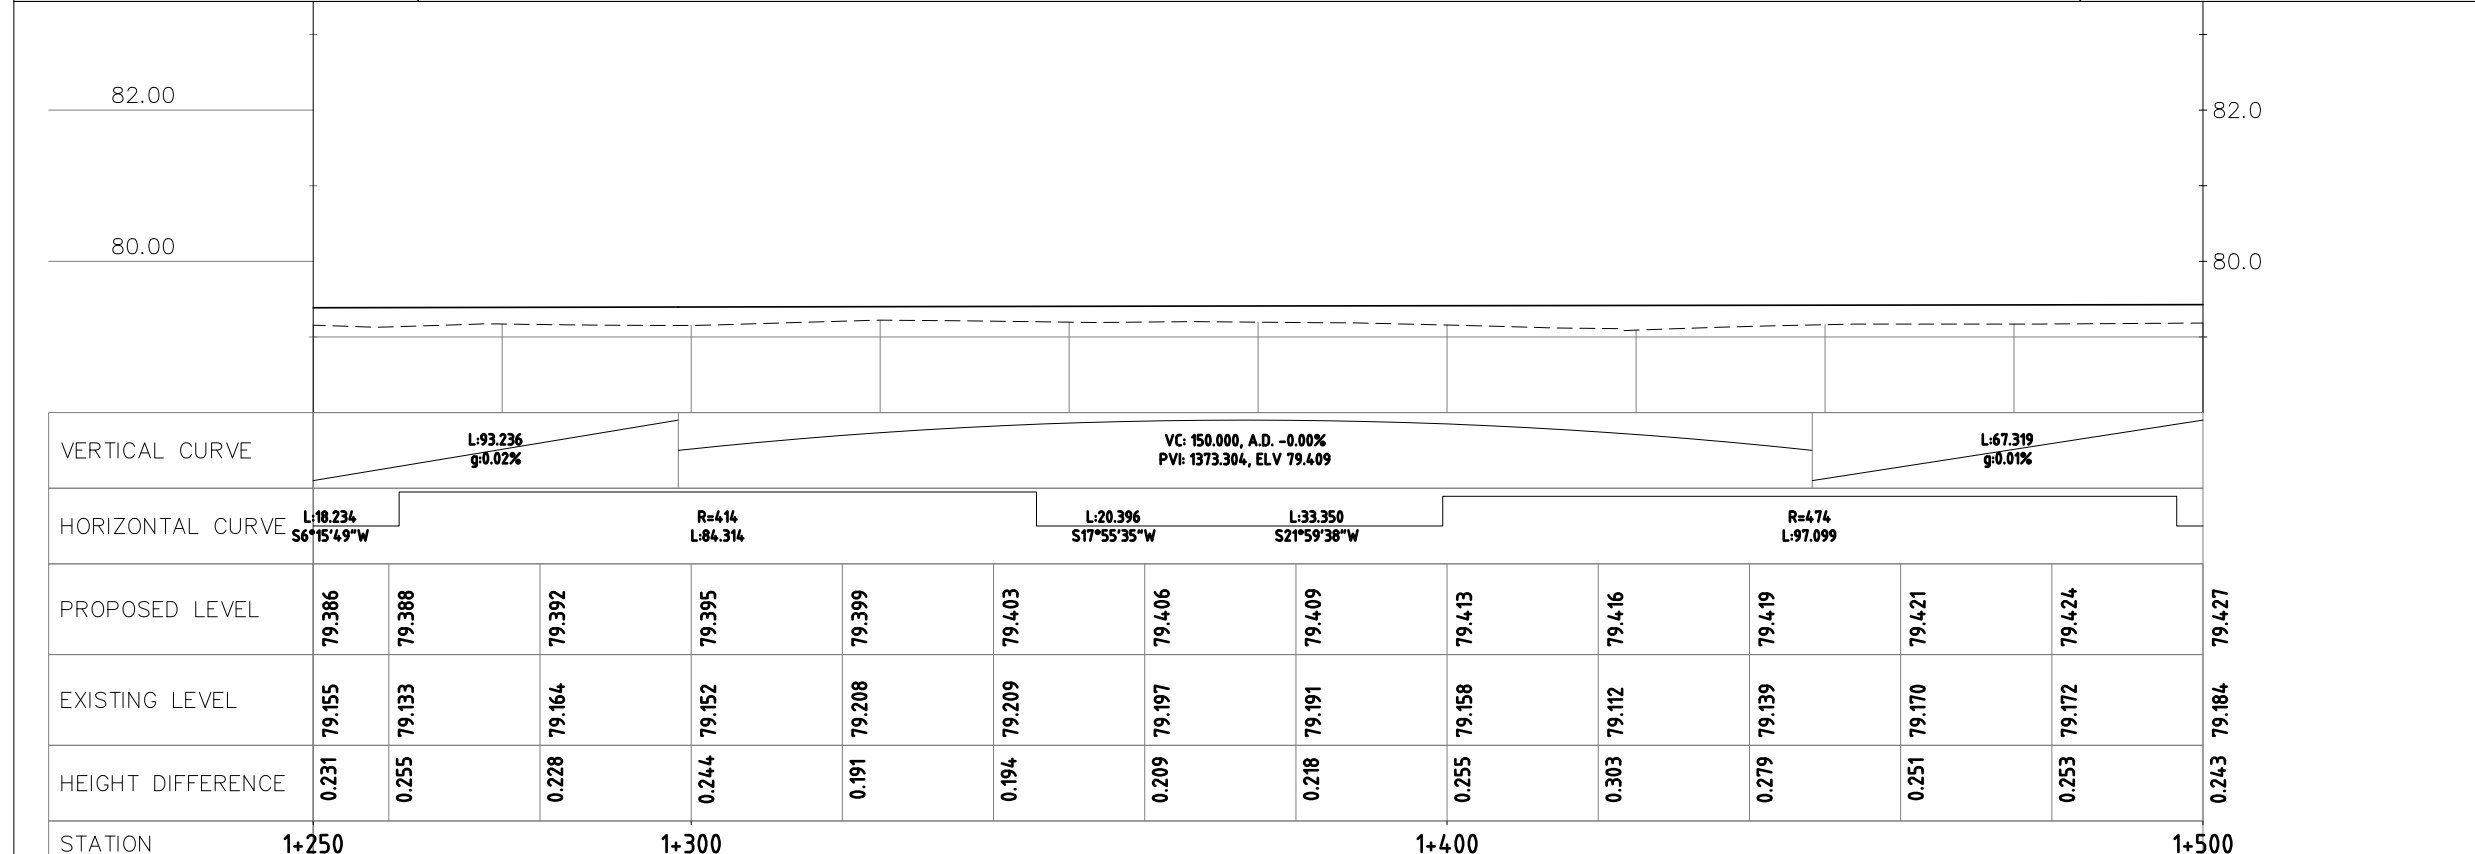 82.00
82.0
80.00
80.0
VERTICAL CURVE
L:93.236
g:0.02%
VC: 150.000, A.D. -0.00%
PVI: 1373.304, ELV 79.409
L:67.319
g:0.01%
HORIZONTAL CURVE
L:18.234
S6°15'49"W
R=414
L:84.314
L:20.396
S17°55'35"W
L:33.350
S21°59'38"W
R=474
L:97.099
PROPOSED LEVEL
79.386
79.388
79.392
79.395
79.399
79.403
79.406
79.409
79.413
79.416
79.419
79.421
79.424
79.427
EXISTING LEVEL
79.155
79.133
79.164
79.152
79.208
79.209
79.197
79.191
79.158
79.112
79.139
79.170
79.172
79.184
HEIGHT DIFFERENCE
0.231
0.255
0.228
0.244
0.191
0.194
0.209
0.218
0.255
0.303
0.279
0.251
0.253
0.243
STATION
1+250
1+300
1+400
1+500